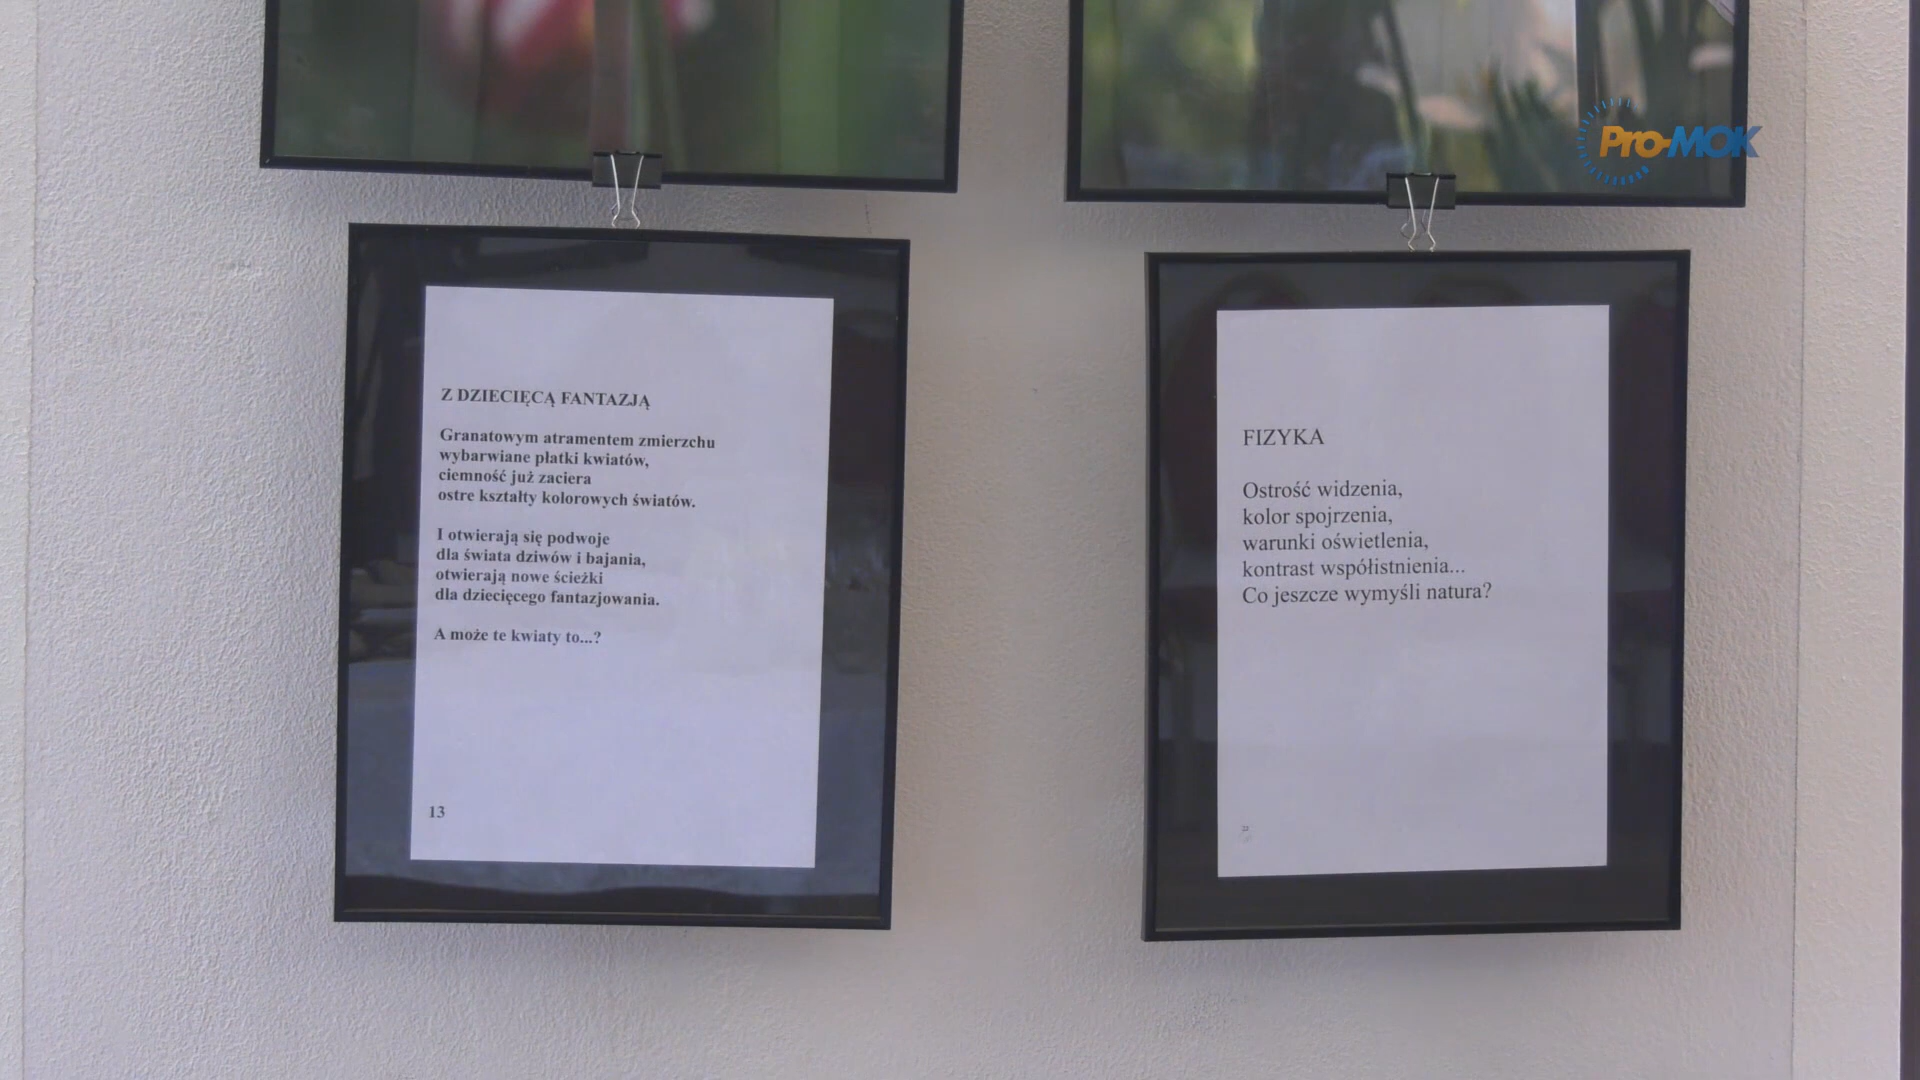 Pro-MOK
Z DZIECIĘCĄ FANTAZJĄ
Granatowym atramentem zmierzchu
wybarwiane płatki kwiatów,
ciemność już zaciera
ostre kształty kolorowych światów.
I otwierają się podwoje
dla świata dziwów i bajania,
otwierają nowe ścieżki
dla dziecięcego fantazjowania.
A może te kwiaty to...?
13
FIZYKA
Ostrość widzenia,
kolor spojrzenia,
warunki oświetlenia,
kontrast współistnienia...
Co jeszcze wymyśli natura?